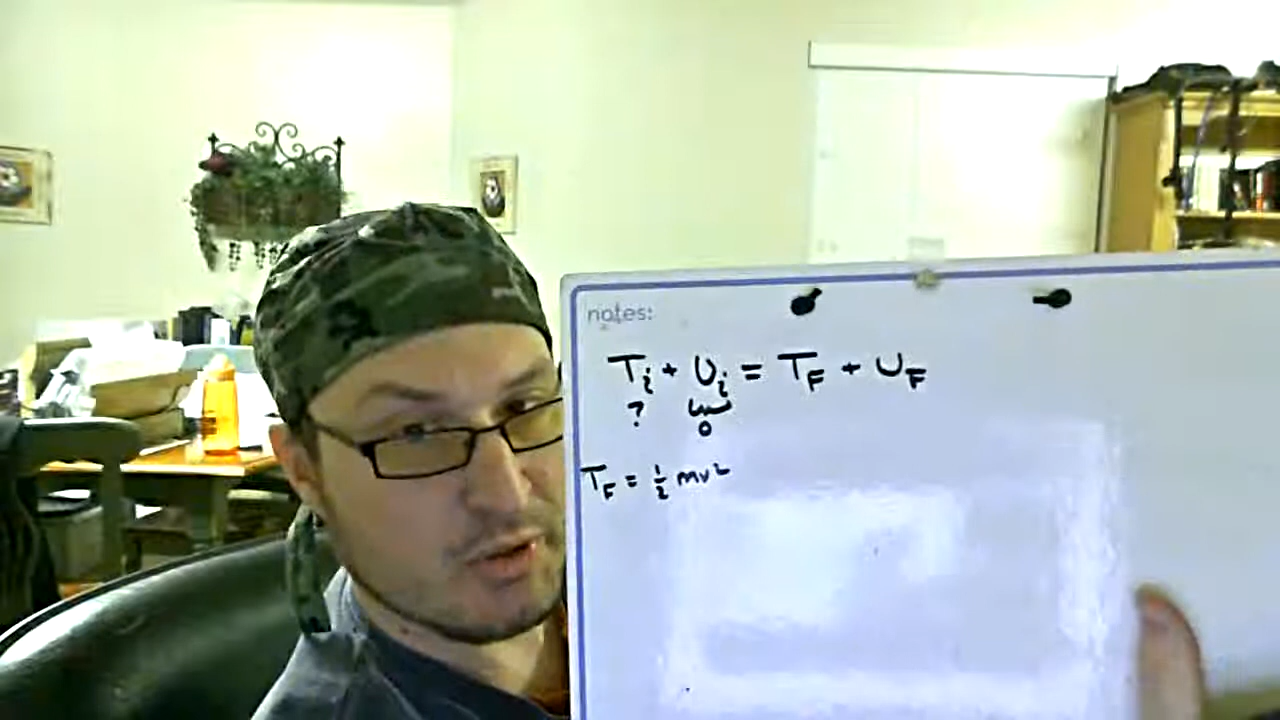 notes:
Tᵢ + Uᵢ = T_F + U_F
? 0
T_F = ½ mv²